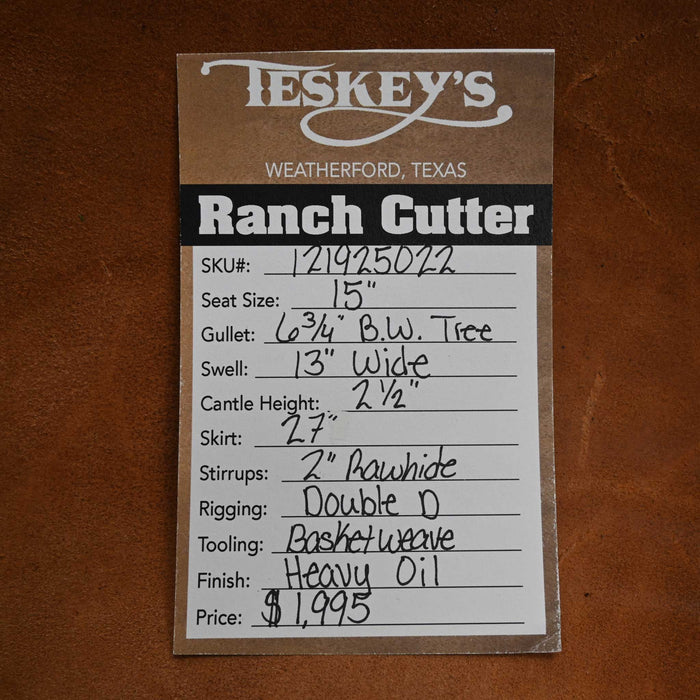 TESKEY'S
WEATHERFORD, TEXAS
Ranch Cutter
SKU#: 121925022
Seat Size: 15"
Gullet: 6 3/4" B.W. Tree
Swell: 13" Wide
Cantle Height: 2 1/2"
Skirt: 27"
Stirrups: 2" Rawhide
Rigging: Double D
Tooling: Basketweave
Finish: Heavy Oil
Price: $1,995